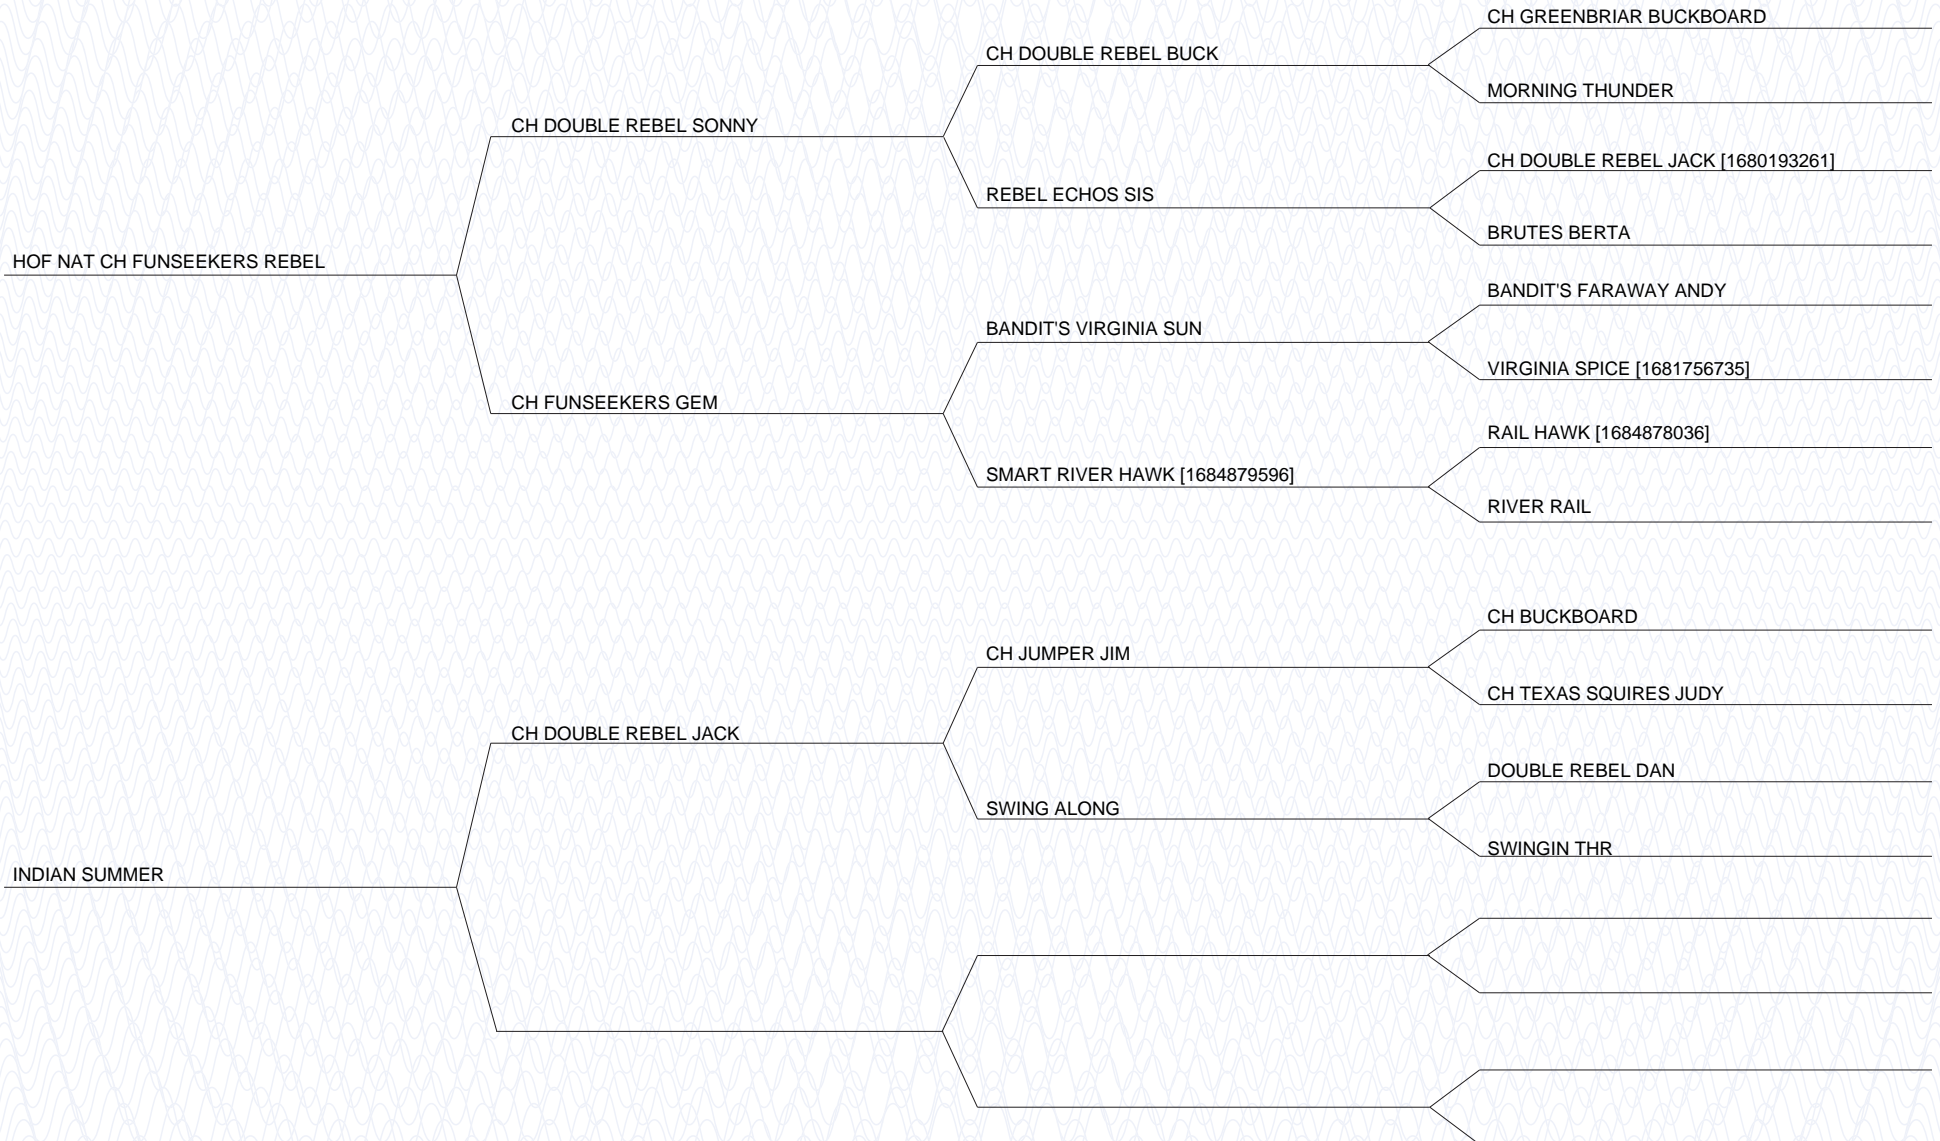 CH GREENBRIAR BUCKBOARD
CH DOUBLE REBEL BUCK
MORNING THUNDER
CH DOUBLE REBEL SONNY
CH DOUBLE REBEL JACK [1680193261]
REBEL ECHOS SIS
BRUTES BERTA
HOF NAT CH FUNSEEKERS REBEL
BANDIT'S FARAWAY ANDY
BANDIT'S VIRGINIA SUN
VIRGINIA SPICE [1681756735]
CH FUNSEEKERS GEM
RAIL HAWK [1684878036]
SMART RIVER HAWK [1684879596]
RIVER RAIL
CH BUCKBOARD
CH JUMPER JIM
CH TEXAS SQUIRES JUDY
CH DOUBLE REBEL JACK
DOUBLE REBEL DAN
SWING ALONG
SWINGIN THR
INDIAN SUMMER